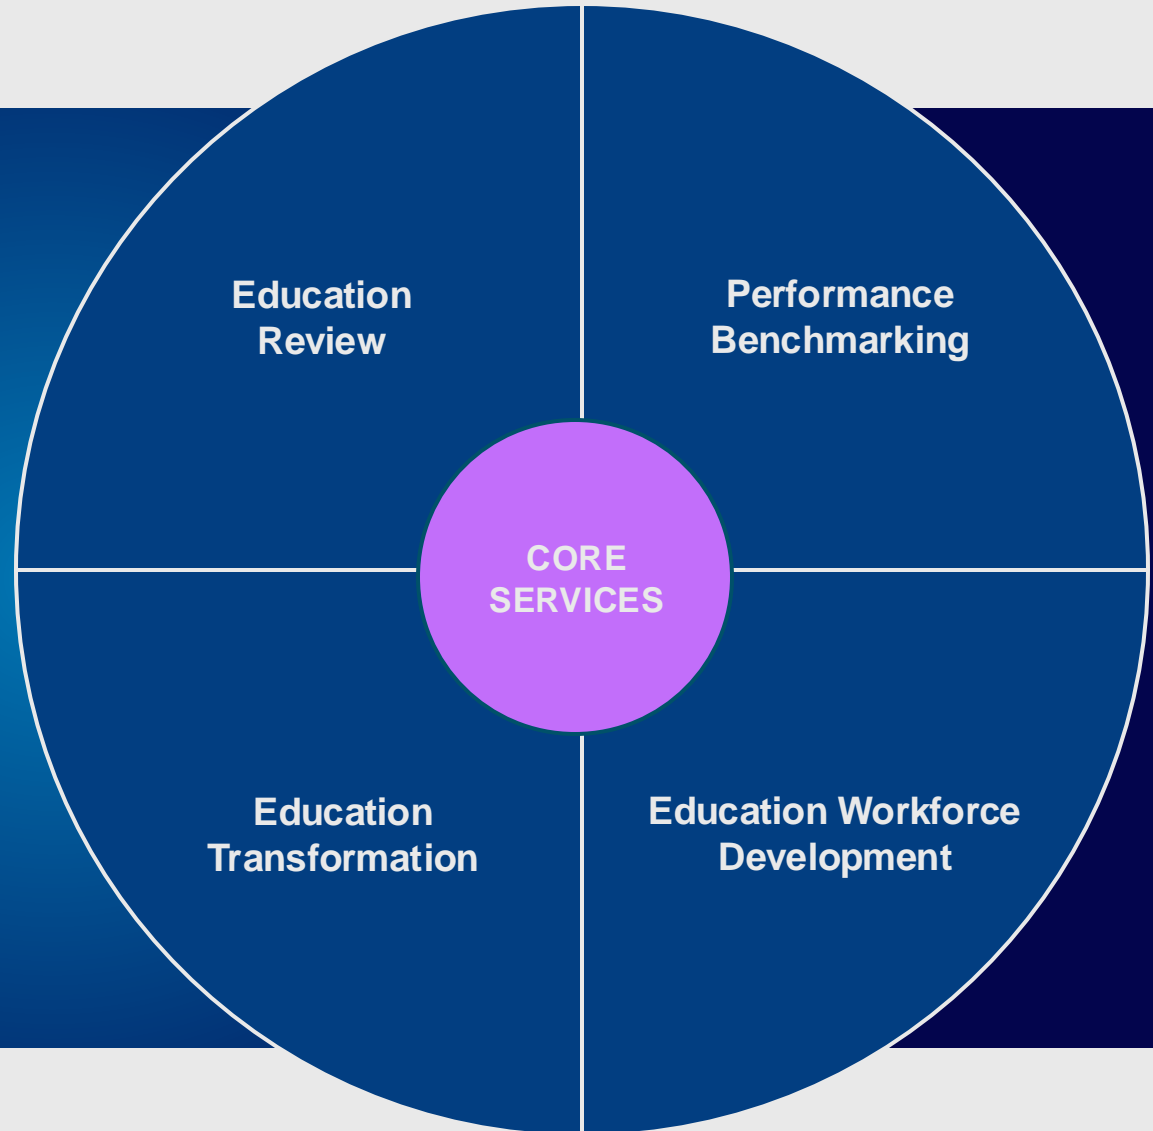 Education
Review
Performance
Benchmarking
CORE
SERVICES
Education
Transformation
Education Workforce
Development